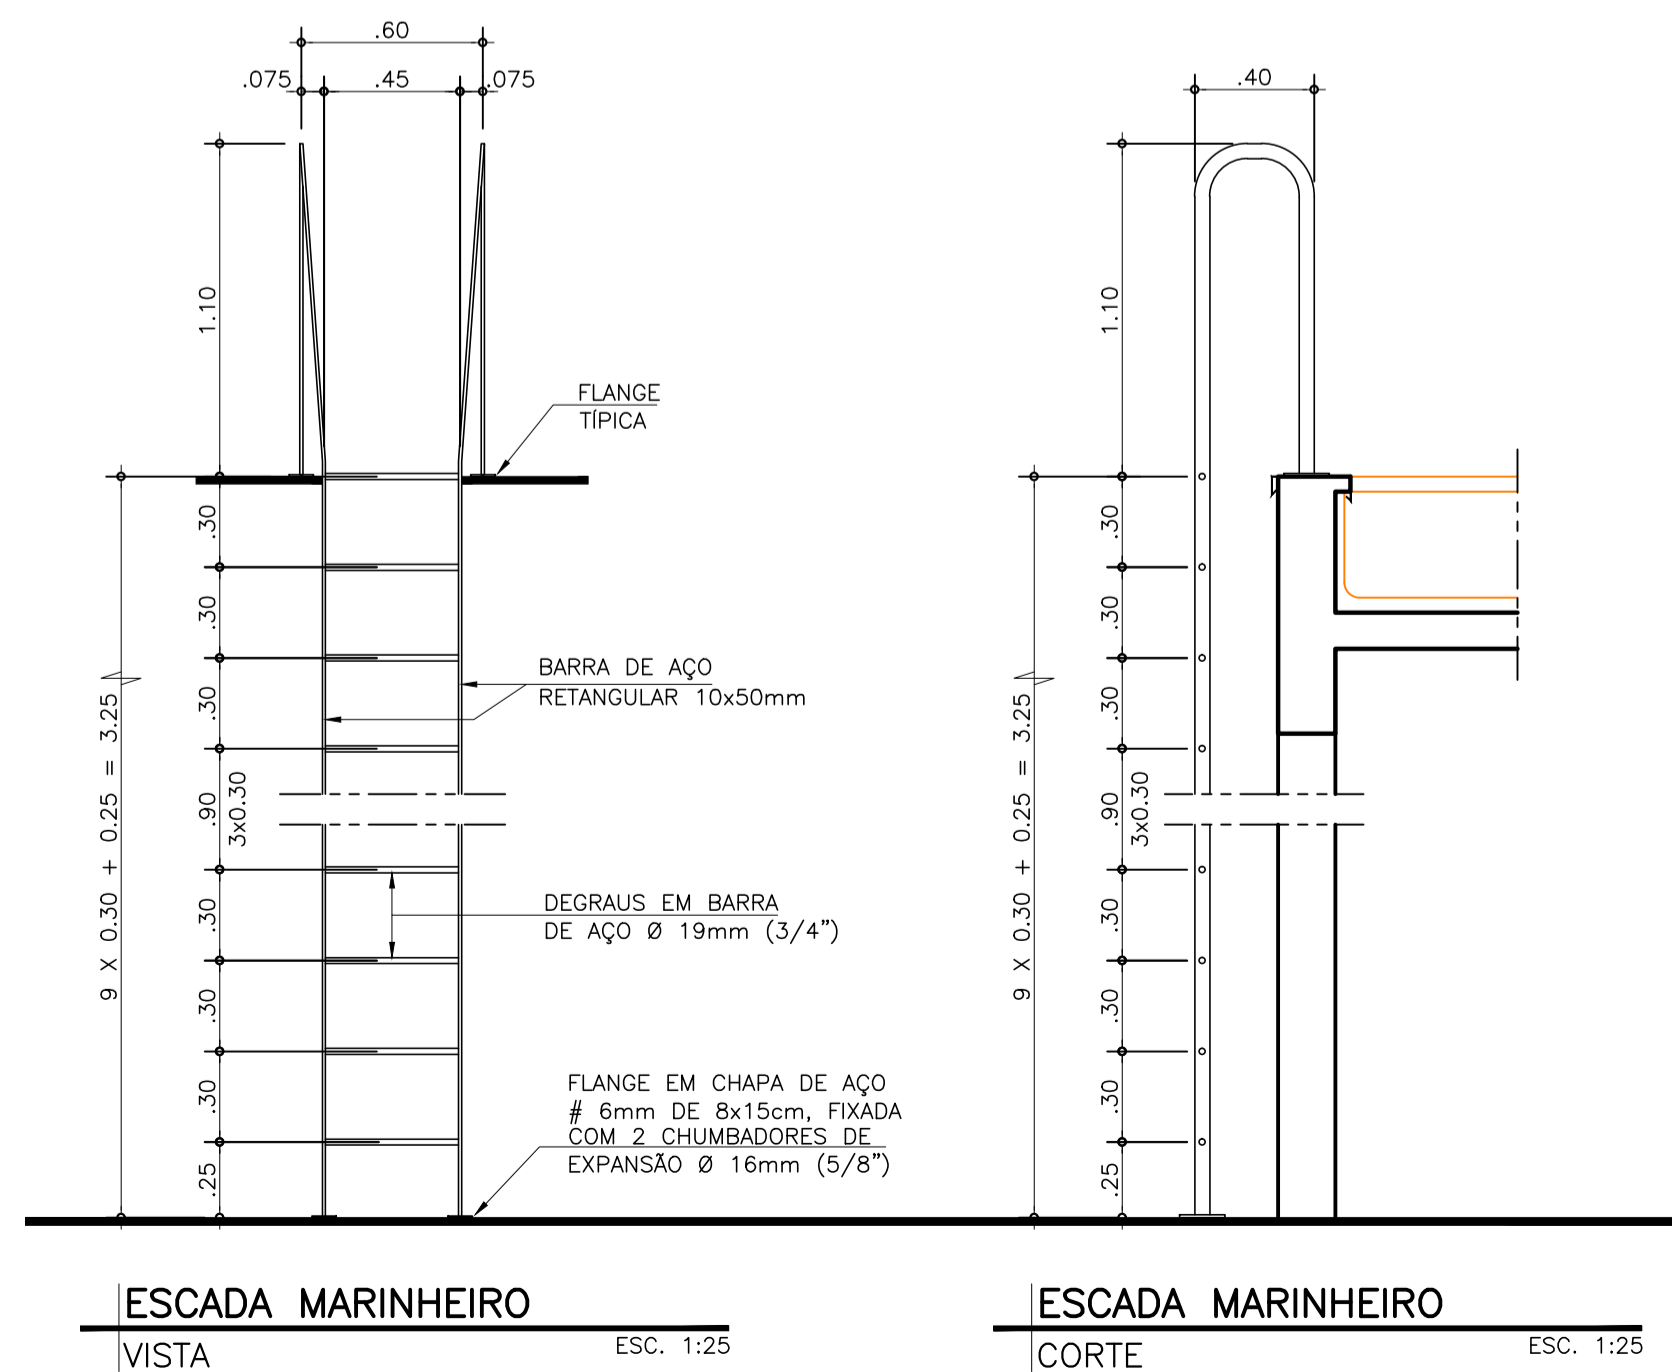 .60
.075 .45 .075
1.10
FLANGE
TÍPICA
.30
.30
.30
.90
3x0.30
.30
.30
.30
.25
9 X 0.30 + 0.25 = 3.25
BARRA DE AÇO
RETANGULAR 10x50mm
DEGRAUS EM BARRA
DE AÇO Ø 19mm (3/4")
FLANGE EM CHAPA DE AÇO
# 6mm DE 8x15cm, FIXADA
COM 2 CHUMBADORES DE
EXPANSÃO Ø 16mm (5/8")
ESCADA MARINHEIRO
VISTA
ESC. 1:25
.40
1.10
.30
.30
.30
.90
3x0.30
.30
.30
.30
.25
9 X 0.30 + 0.25 = 3.25
ESCADA MARINHEIRO
CORTE
ESC. 1:25